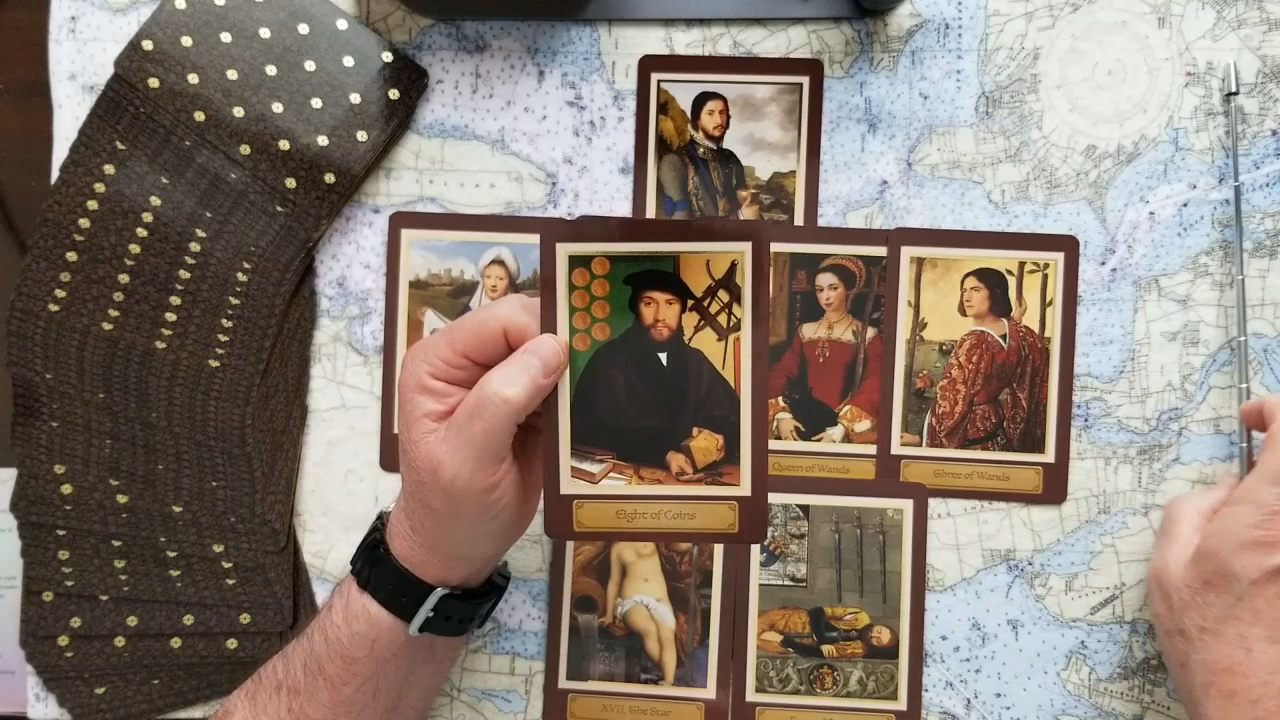 Queen of Wands
Three of Wands
Eight of Coins
XVII. The Star